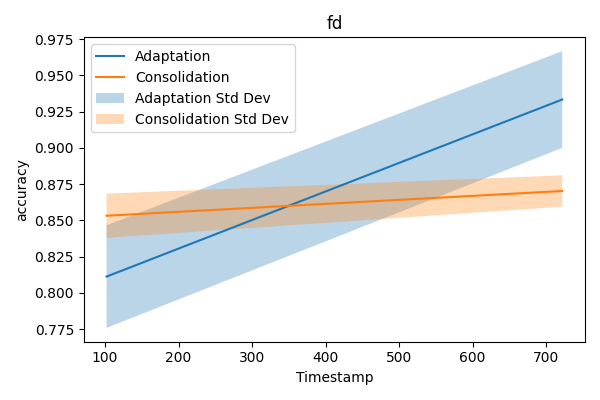 fd
0.975
0.950
0.925
0.900
0.875
0.850
0.825
0.800
0.775
accuracy
Adaptation
Consolidation
Adaptation Std Dev
Consolidation Std Dev
100 200 300 400 500 600 700
Timestamp